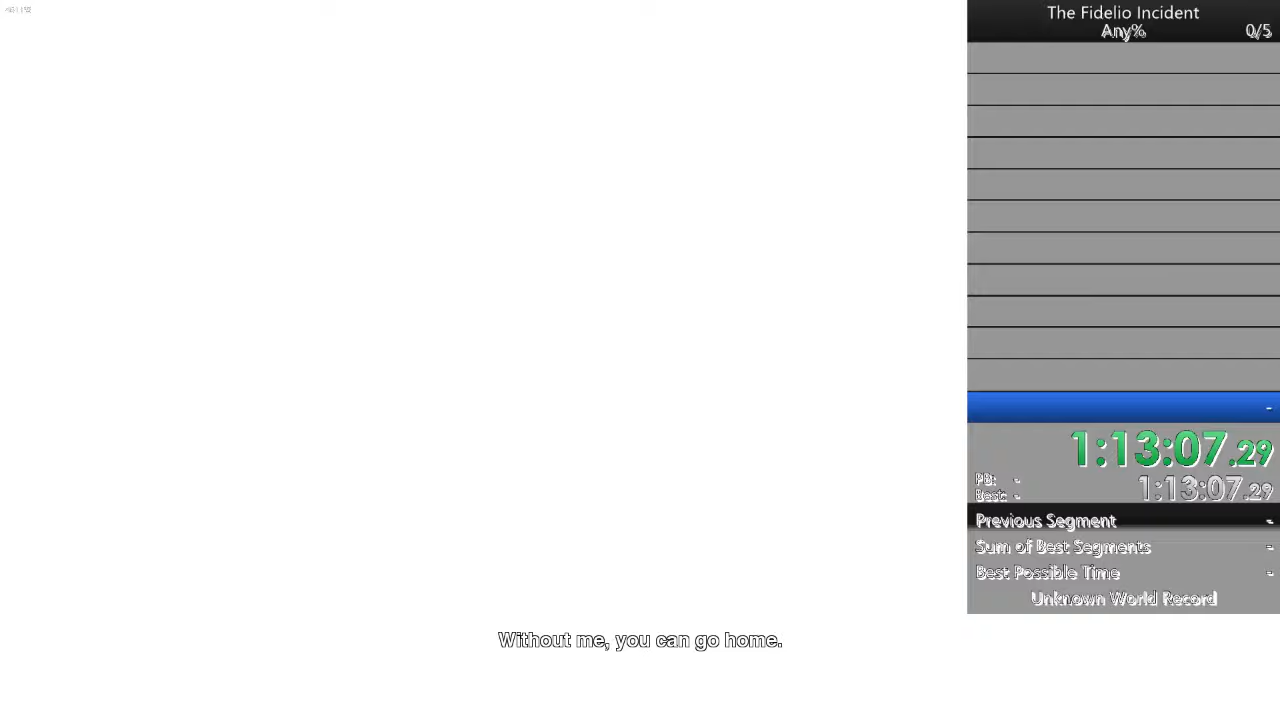 The Fidelio Incident
Any%
0/5
-
1:13:07.29
PB: -
1:13:07.29
Best: -
Previous Segment -
Sum of Best Segments -
Best Possible Time -
Unknown World Record
Without me, you can go home.